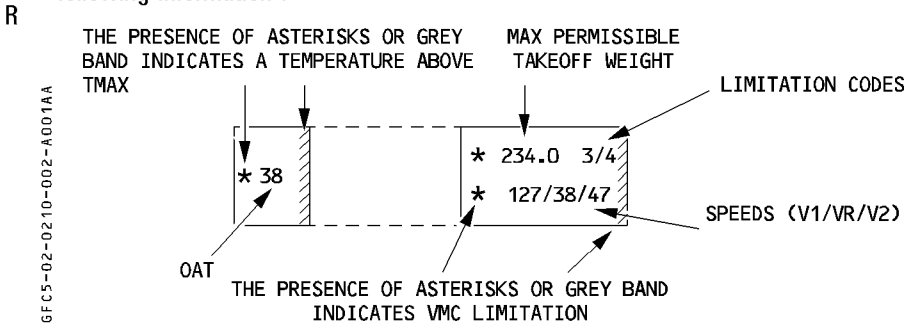 R
THE PRESENCE OF ASTERISKS OR GREY
BAND INDICATES A TEMPERATURE ABOVE
TMAX
MAX PERMISSIBLE
TAKEOFF WEIGHT
LIMITATION CODES
* 234.0 3/4
* 38
* 127/38/47
SPEEDS (V1/VR/V2)
OAT
THE PRESENCE OF ASTERISKS OR GREY BAND
INDICATES VMC LIMITATION
GFC5-02-0210-002-A001AA